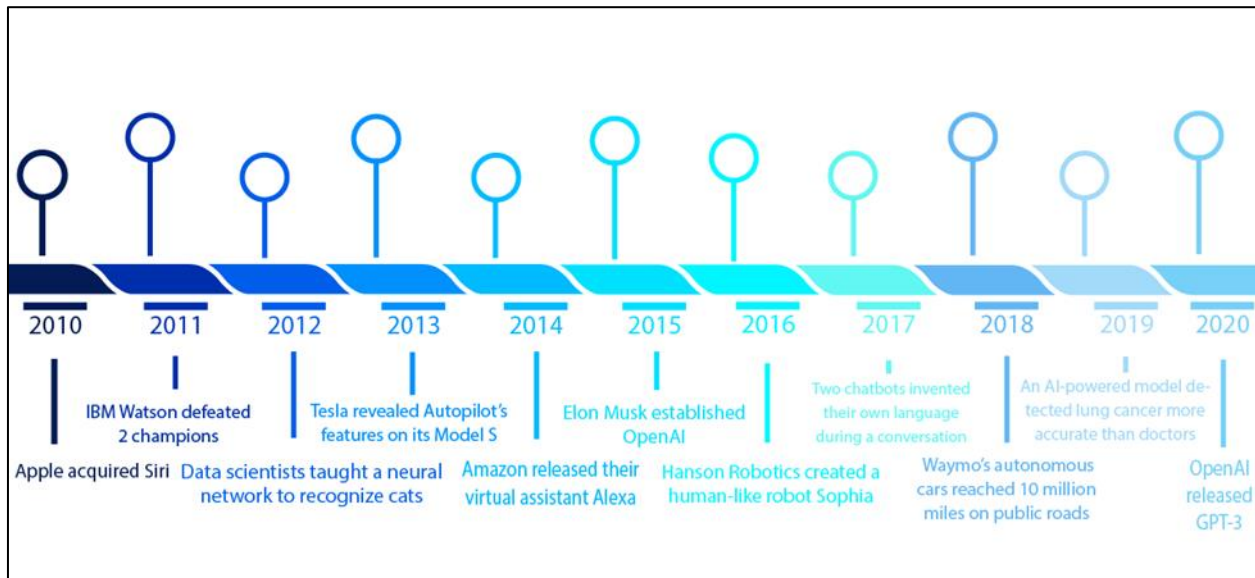 2010
2011
2012
2013
2014
2015
2016
2017
2018
2019
2020
Apple acquired Siri
IBM Watson defeated
2 champions
Data scientists taught a neural
network to recognize cats
Tesla revealed Autopilot's
features on its Model S
Amazon released their
virtual assistant Alexa
Elon Musk established
OpenAI
Hanson Robotics created a
human-like robot Sophia
Two chatbots invented
their own language
during a conversation
Waymo's autonomous
cars reached 10 million
miles on public roads
An AI-powered model de-
tected lung cancer more
accurate than doctors
OpenAI
released
GPT-3